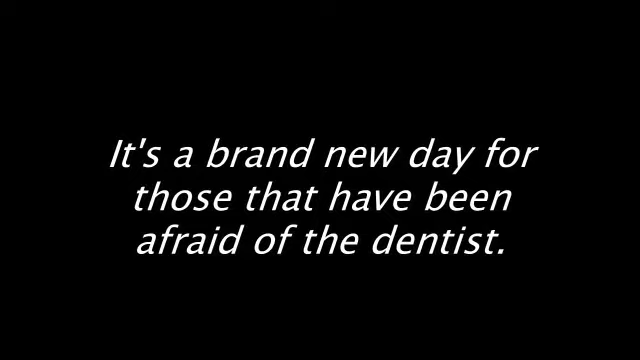 It's a brand new day for
those that have been
afraid of the dentist.